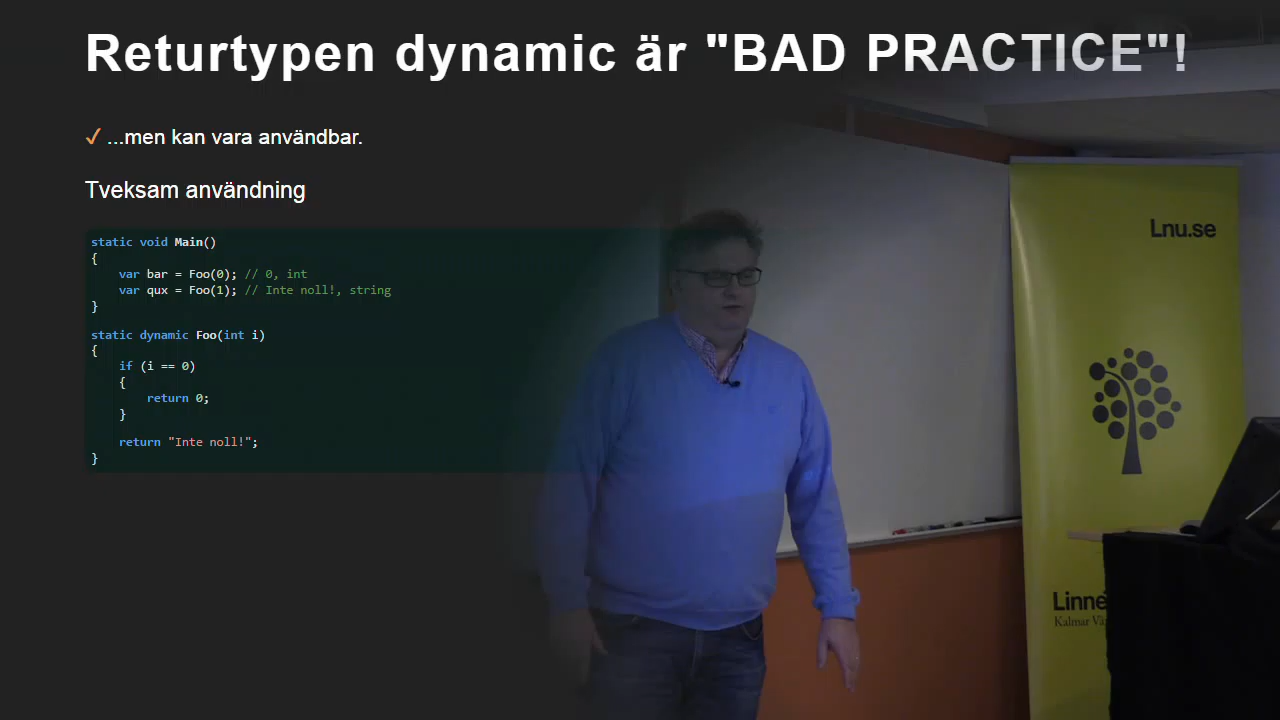 Returtypen dynamic är "BAD PRACTICE"!
✓ ...men kan vara användbar.
Tveksam användning
static void Main()
{
    var bar = Foo(0); // 0, int
    var qux = Foo(1); // Inte noll!, string
}
static dynamic Foo(int i)
{
    if (i == 0)
    {
        return 0;
    }
    return "Inte noll!";
}
Lnu.se
Kalmar